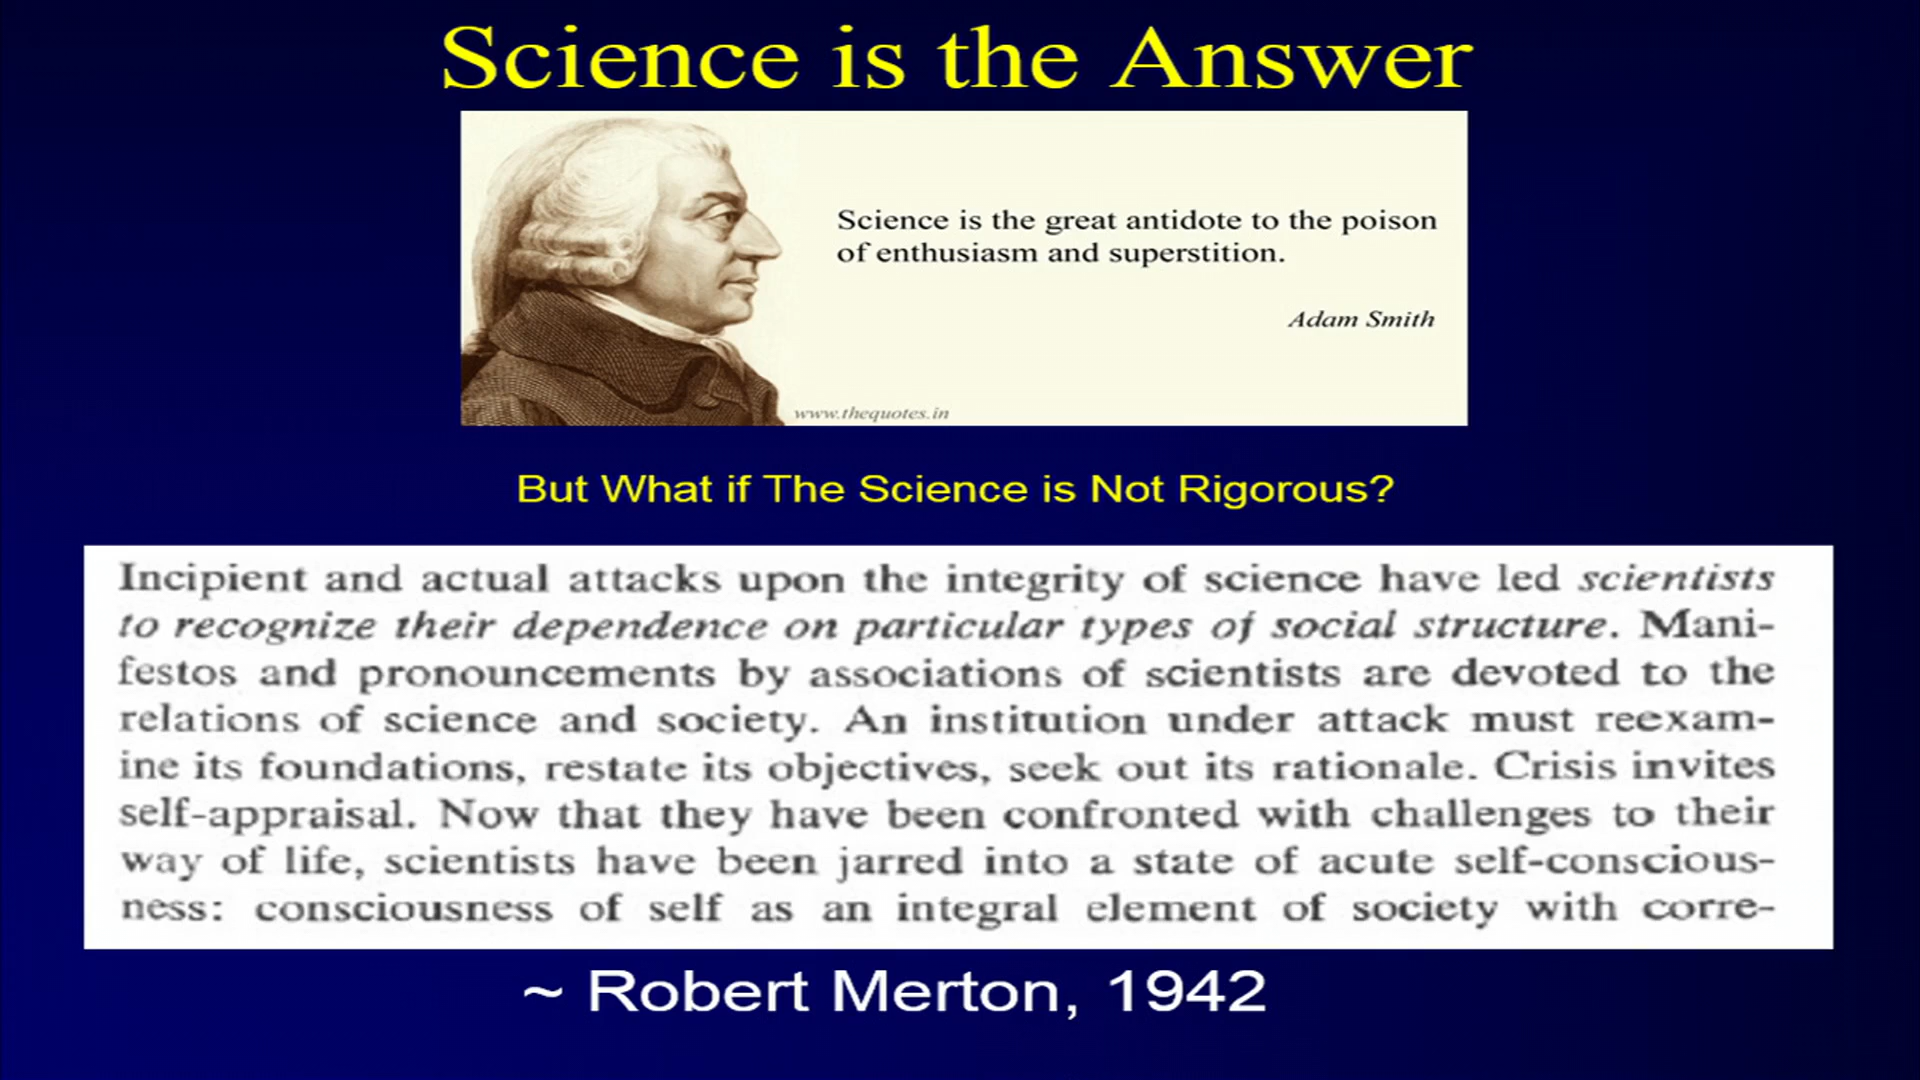 Science is the Answer
Science is the great antidote to the poison
of enthusiasm and superstition.
Adam Smith
www.thequotes.in
But What if The Science is Not Rigorous?
Incipient and actual attacks upon the integrity of science have led scientists
to recognize their dependence on particular types of social structure. Mani-
festos and pronouncements by associations of scientists are devoted to the
relations of science and society. An institution under attack must reexam-
ine its foundations, restate its objectives, seek out its rationale. Crisis invites
self-appraisal. Now that they have been confronted with challenges to their
way of life, scientists have been jarred into a state of acute self-conscious-
ness: consciousness of self as an integral element of society with corre-
~ Robert Merton, 1942